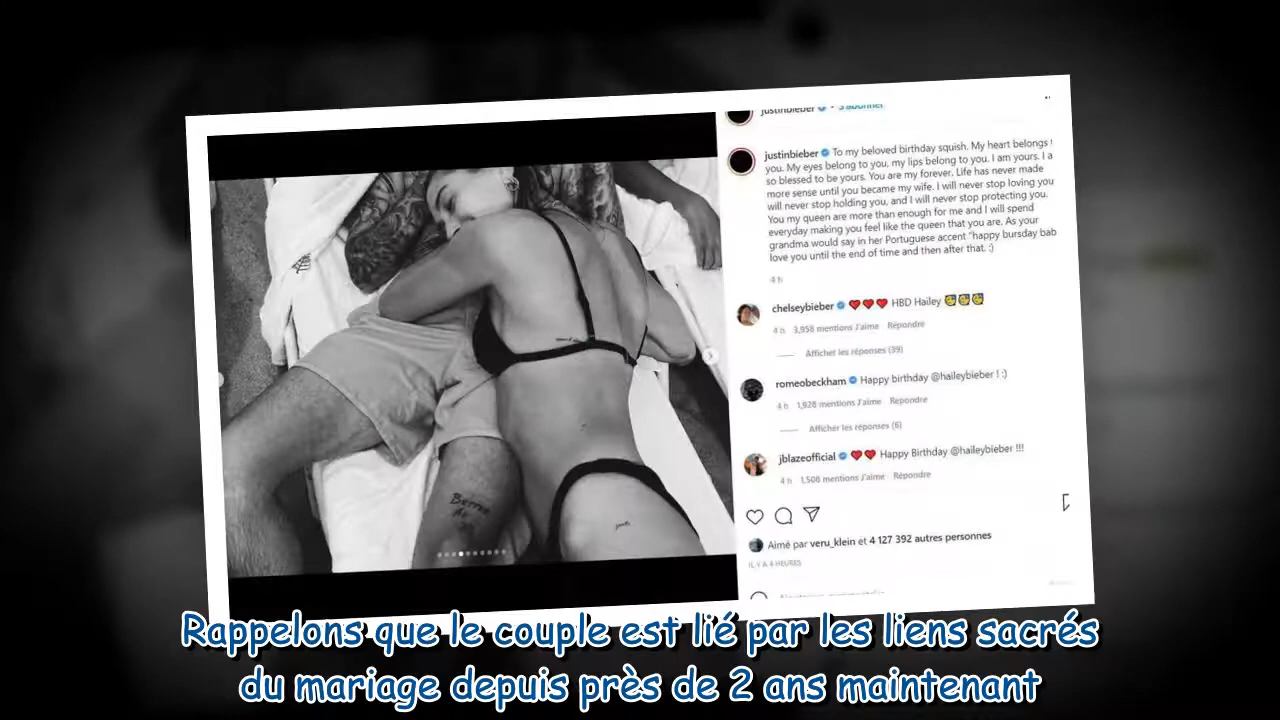 justinbieber • S'abonner
justinbieber To my beloved birthday squish. My heart belongs
you. My eyes belong to you, my lips belong to you. I am yours. I a
so blessed to be yours. You are my forever. Life has never made
more sense until you became my wife. I will never stop loving you
will never stop holding you, and I will never stop protecting you.
You my queen are more than enough for me and I will spend
everyday making you feel like the queen that you are. As your
grandma would say in her Portuguese accent "happy bursday bab
love you until the end of time and then after that. :)
4 h
chelseybieber ❤️❤️❤️ HBD Hailey 🥳🥳🥳
4 h 3,958 mentions J'aime Répondre
Afficher les réponses (39)
romeobeckham Happy birthday @haileybieber ! :)
4 h 1,928 mentions J'aime Répondre
Afficher les réponses (6)
jblazeofficial ❤️❤️ Happy Birthday @haileybieber !!!
4 h 1,508 mentions J'aime Répondre
Aimé par veru_klein et 4 127 392 autres personnes
IL Y A 4 HEURES
Rappelons que le couple est lié par les liens sacrés
du mariage depuis près de 2 ans maintenant